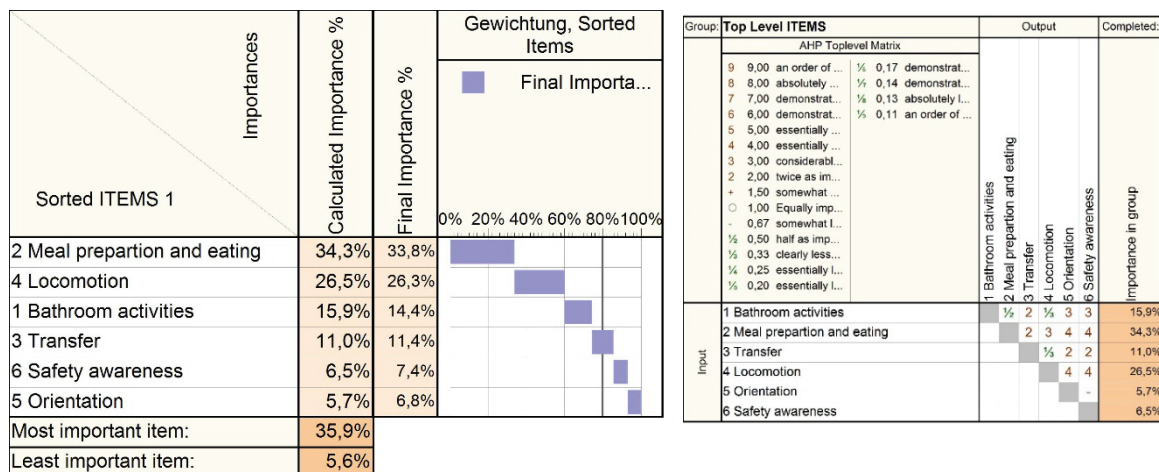 Importances
Sorted ITEMS 1
Calculated Importance %
Final Importance %
Gewichtung, Sorted
Items
Final Importa...
0% 20% 40% 60% 80% 100%
2 Meal prepartion and eating 34,3% 33,8%
4 Locomotion 26,5% 26,3%
1 Bathroom activities 15,9% 14,4%
3 Transfer 11,0% 11,4%
6 Safety awareness 6,5% 7,4%
5 Orientation 5,7% 6,8%
Most important item: 35,9%
Least important item: 5,6%
Group: Top Level ITEMS Output Completed:
AHP Toplevel Matrix
9 9,00 an order of ... 0,17 demonstrat...
8 8,00 absolutely ... 0,14 demonstrat...
7 7,00 demonstrat... 0,13 absolutely l...
6 6,00 demonstrat... 0,11 an order of ...
5 5,00 essentially ...
4 4,00 essentially ...
3 3,00 considerabl...
2 2,00 twice as im...
+ 1,50 somewhat ...
○ 1,00 Equally imp...
- 0,67 somewhat l...
½ 0,50 half as imp...
⅓ 0,33 clearly less...
¼ 0,25 essentially l...
⅕ 0,20 essentially l...
1 Bathroom activities
2 Meal prepartion and eating
3 Transfer
4 Locomotion
5 Orientation
6 Safety awareness
Importance in group
Input
1 Bathroom activities ½ 2 ⅓ 3 3 15,9%
2 Meal prepartion and eating 2 3 4 4 34,3%
3 Transfer ⅓ 2 2 11,0%
4 Locomotion 4 4 26,5%
5 Orientation - 5,7%
6 Safety awareness 6,5%